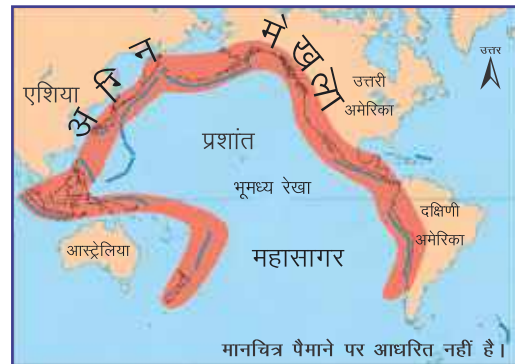 अग्नि मेखला
उत्तर
एशिया
उत्तरी
अमेरिका
प्रशांत
भूमध्य रेखा
दक्षिणी
अमेरिका
आस्ट्रेलिया
महासागर
मानचित्र पैमाने पर आधरित नहीं है।